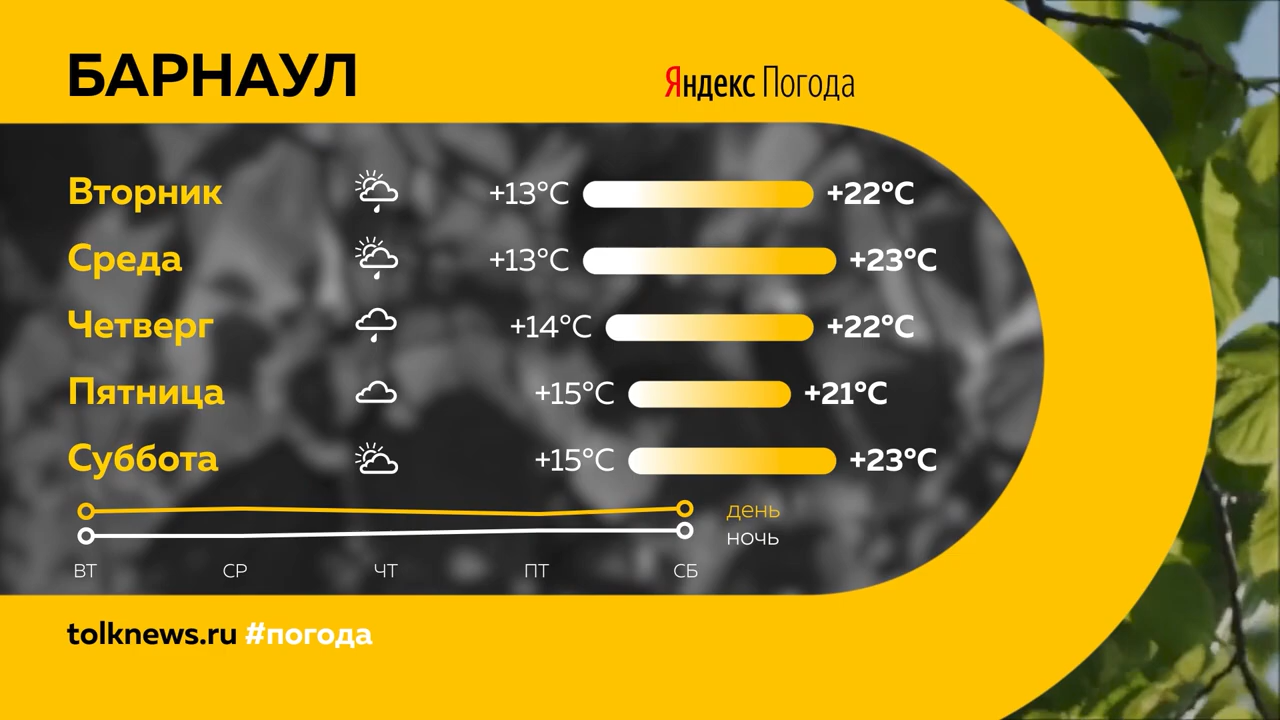 БАРНАУЛ
Яндекс Погода
Вторник +13°C +22°C
Среда +13°C +23°C
Четверг +14°C +22°C
Пятница +15°C +21°C
Суббота +15°C +23°C
день
ночь
ВТ СР ЧТ ПТ СБ
tolknews.ru #погода